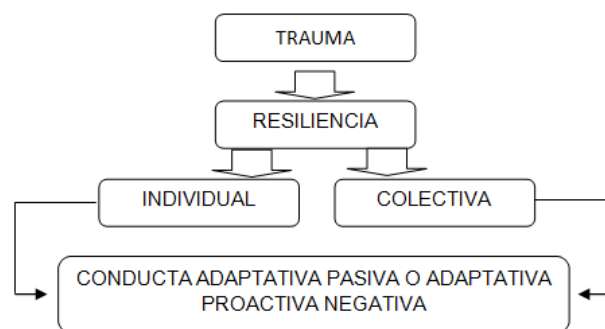 TRAUMA
RESILIENCIA
INDIVIDUAL
COLECTIVA
CONDUCTA ADAPTATIVA PASIVA O ADAPTATIVA
PROACTIVA NEGATIVA